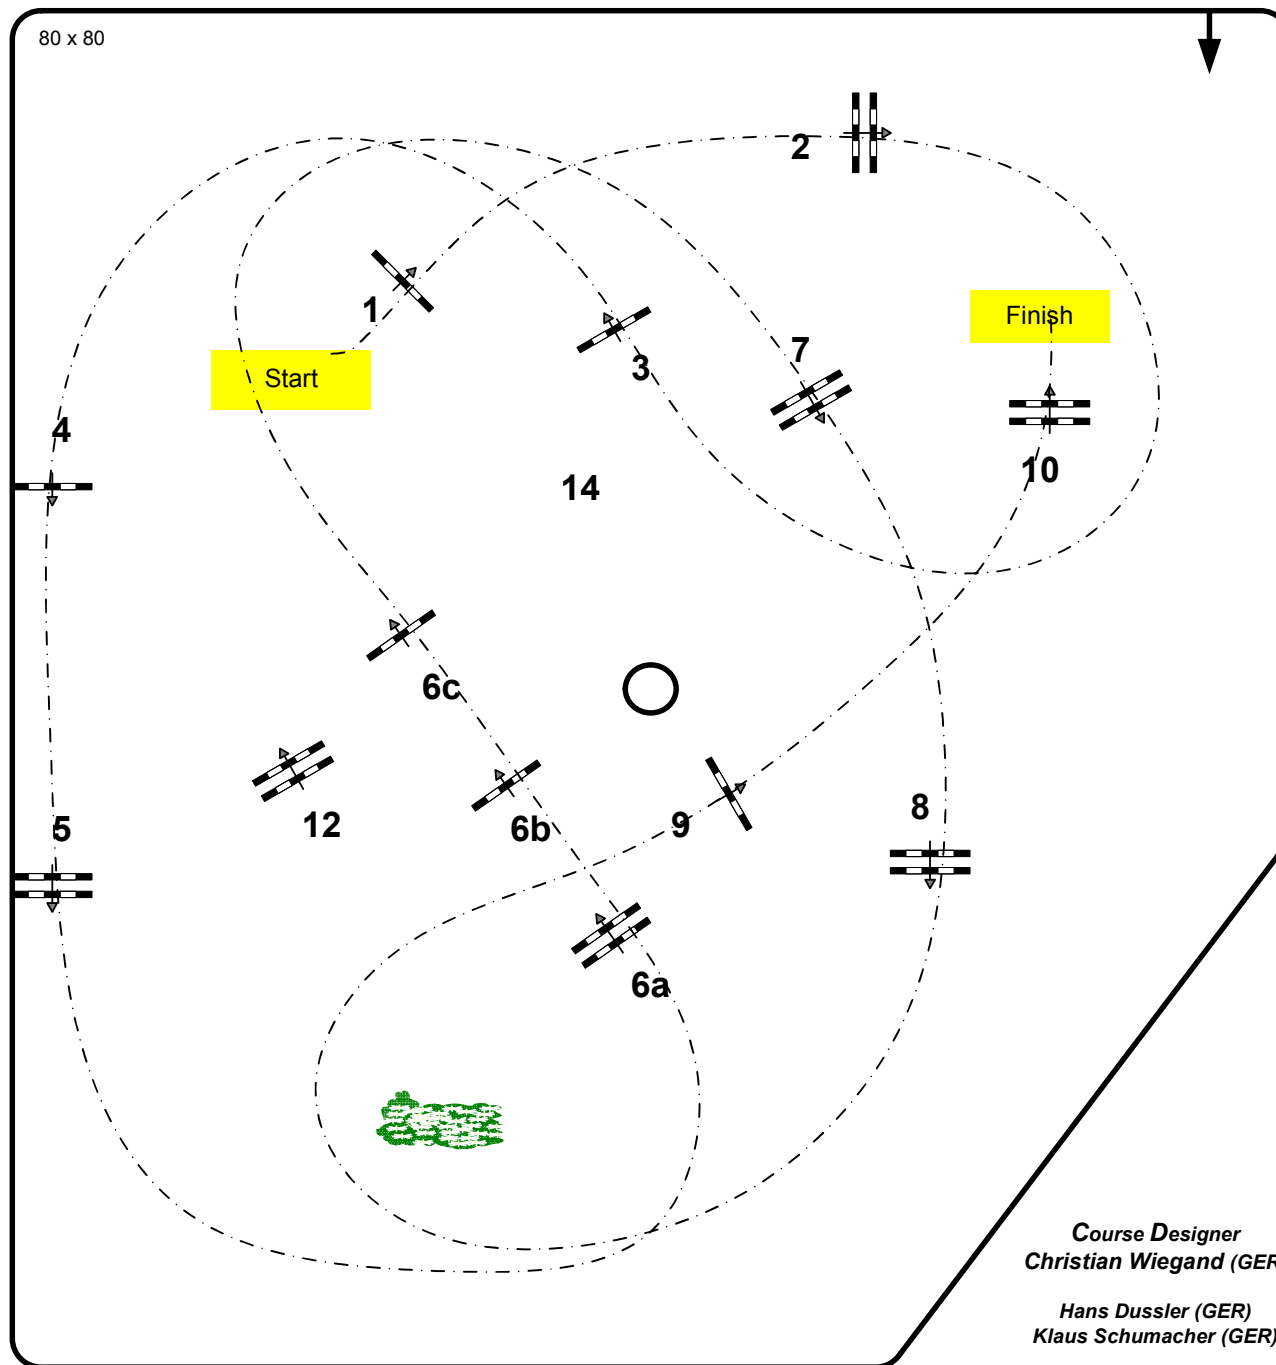 80 x 80
2
1
Start
3
7
Finish
4
10
14
6c
12
6b
9
8
5
6a
Course Designer
Christian Wiegand (GER
Hans Dussler (GER)
Klaus Schumacher (GER)